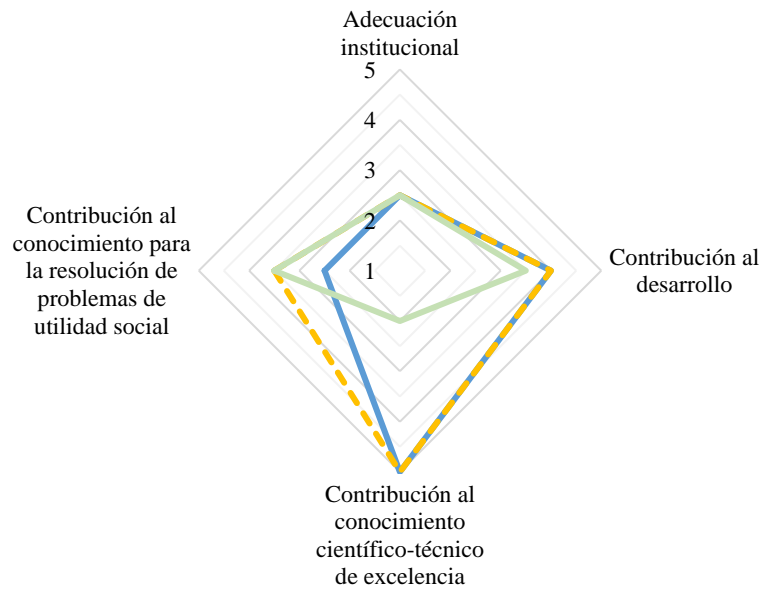 Adecuación
institucional
5
4
3
2
1
Contribución al
desarrollo
Contribución al
conocimiento
científico-técnico
de excelencia
Contribución al
conocimiento para
la resolución de
problemas de
utilidad social